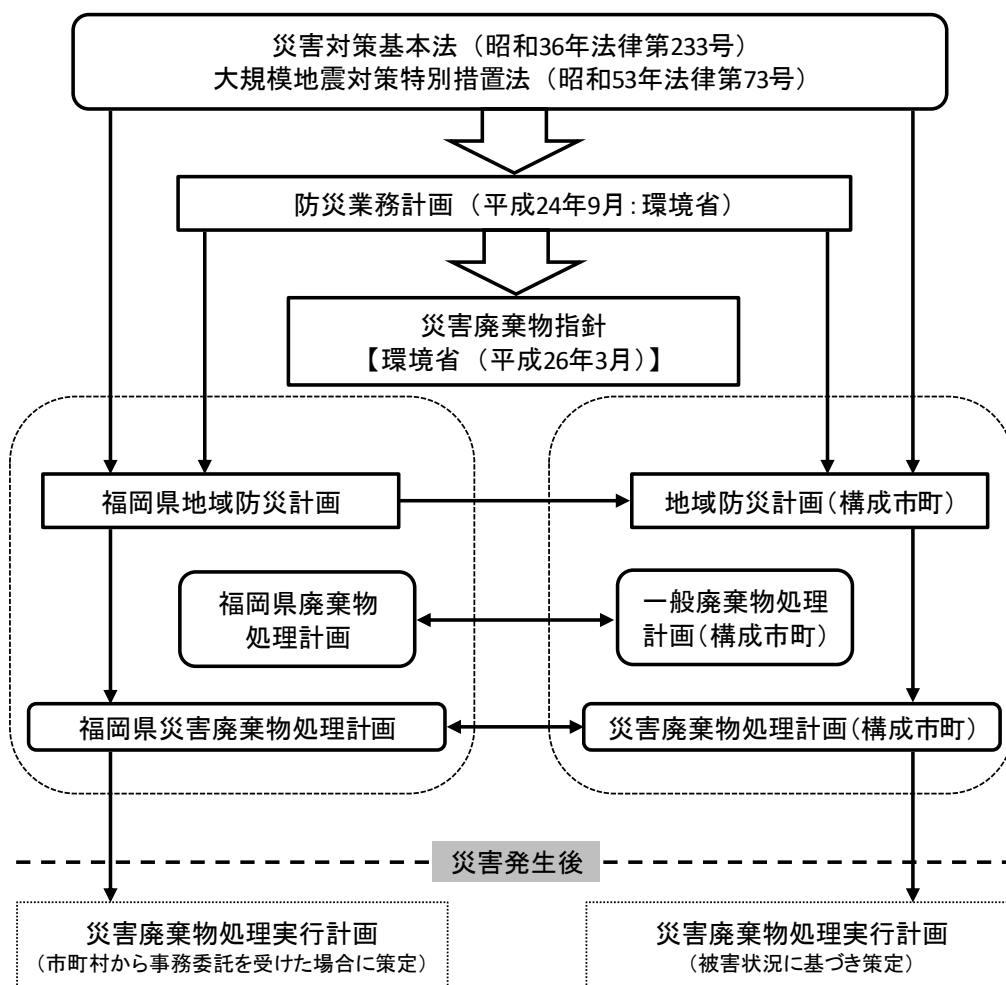 災害対策基本法（昭和36年法律第233号）
大規模地震対策特別措置法（昭和53年法律第73号）
防災業務計画（平成24年9月：環境省）
災害廃棄物指針
【環境省（平成26年3月）】
福岡県地域防災計画
地域防災計画（構成市町）
福岡県廃棄物
処理計画
一般廃棄物処理
計画（構成市町）
福岡県災害廃棄物処理計画
災害廃棄物処理計画（構成市町）
災害発生後
災害廃棄物処理実行計画
（市町村から事務委託を受けた場合に策定）
災害廃棄物処理実行計画
（被害状況に基づき策定）